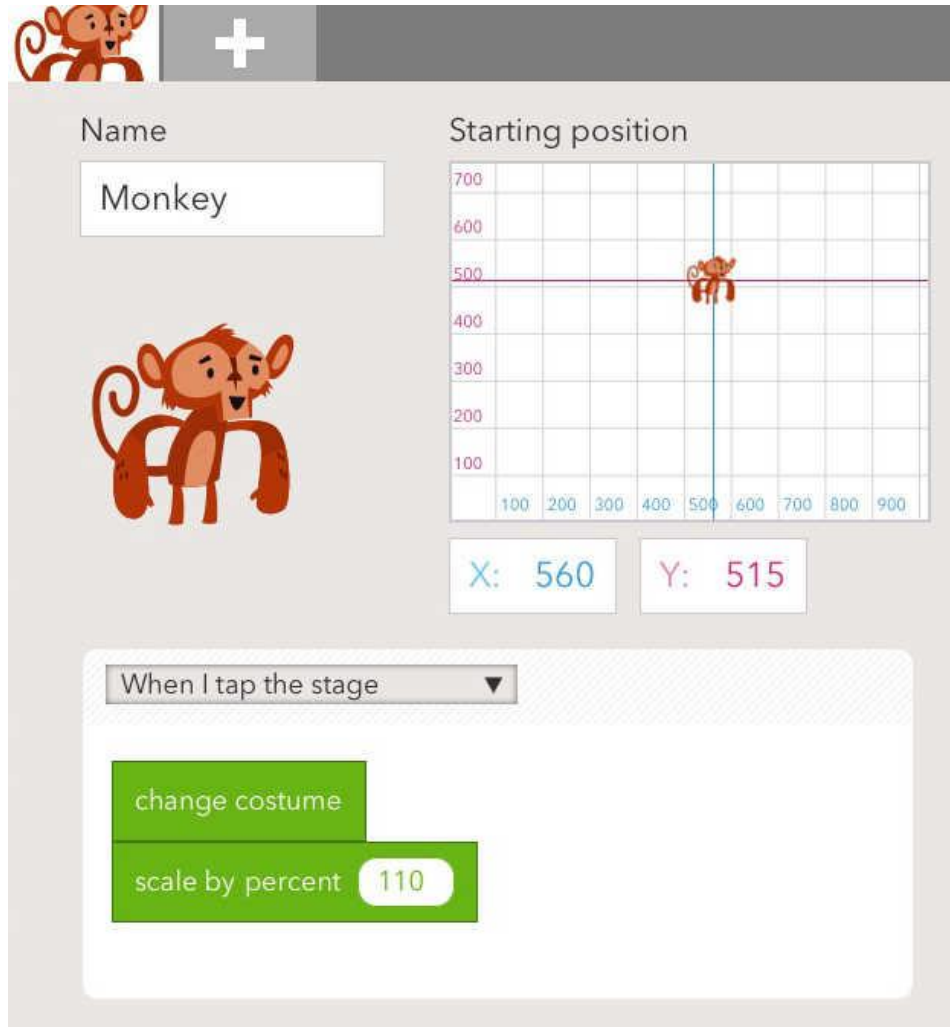 Name
Starting position
Monkey
700
600
500
400
300
200
100
100 200 300 400 500 600 700 800 900
X: 560
Y: 515
When I tap the stage ▼
change costume
scale by percent 110